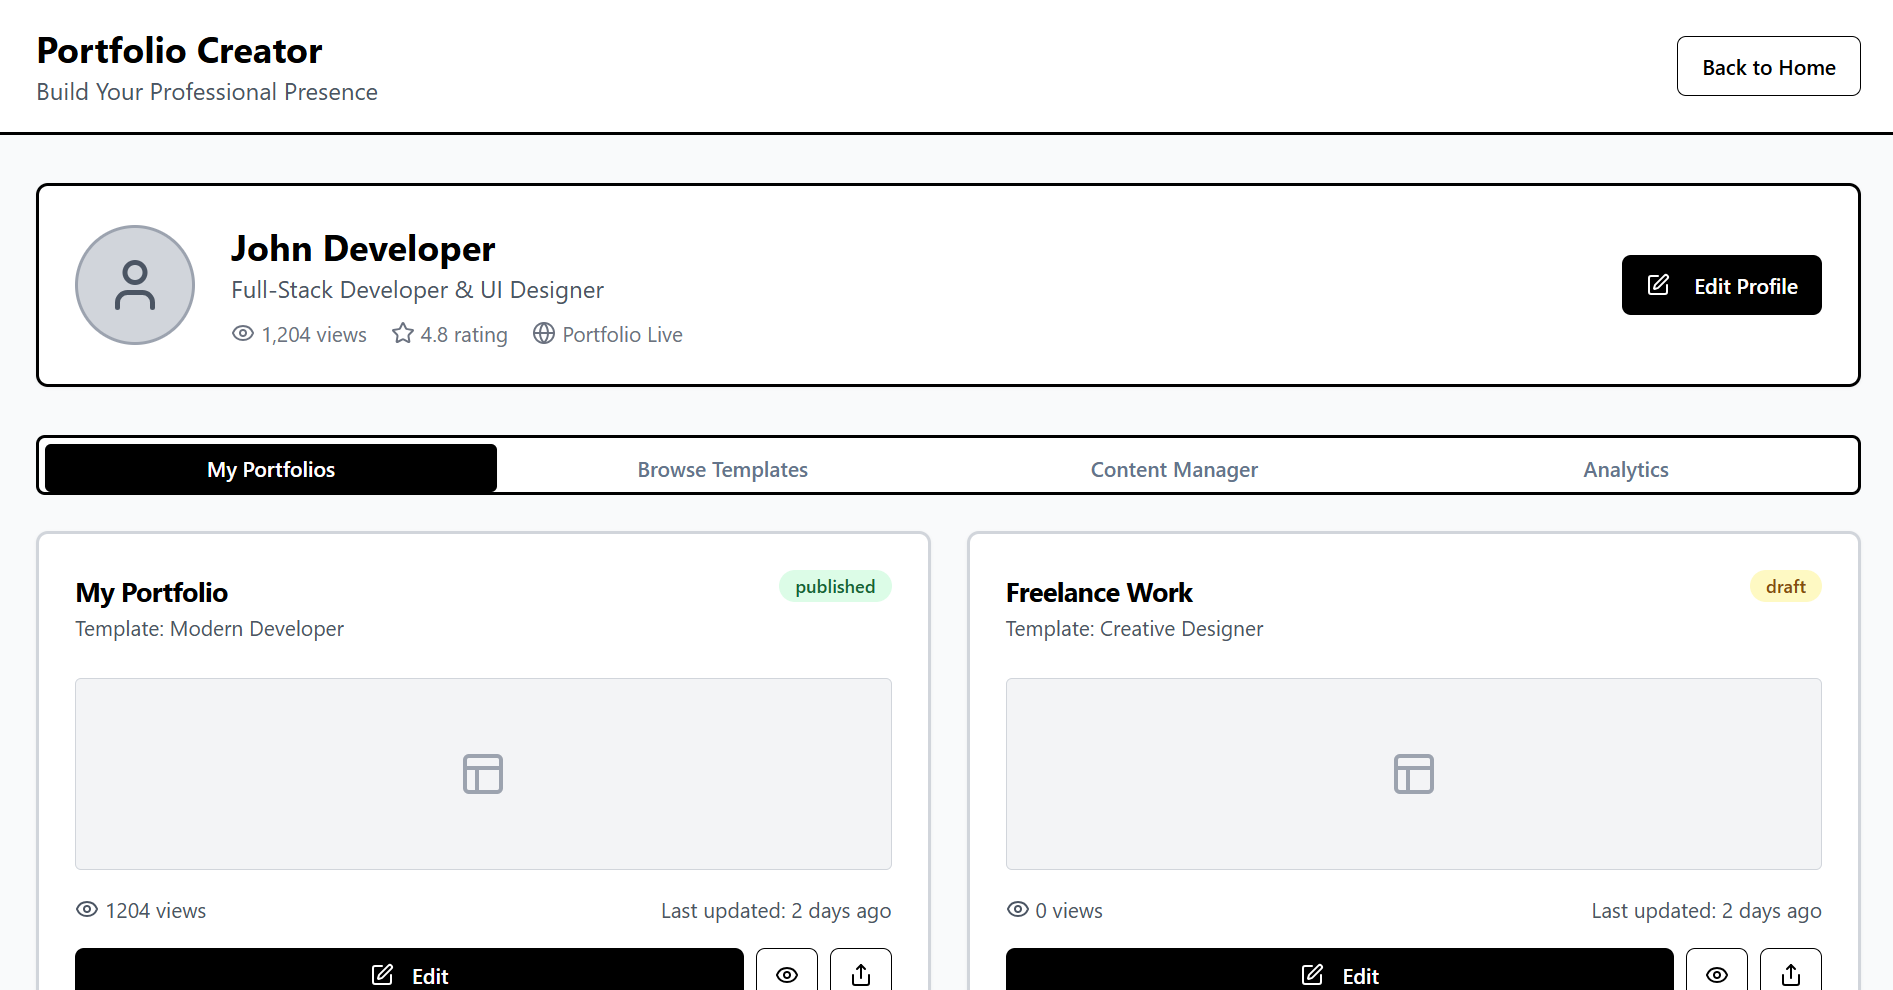 Portfolio Creator
Build Your Professional Presence
Back to Home
John Developer
Full-Stack Developer & UI Designer
1,204 views 4.8 rating Portfolio Live
Edit Profile
My Portfolios Browse Templates Content Manager Analytics
My Portfolio published
Template: Modern Developer
1204 views Last updated: 2 days ago
Edit
Freelance Work draft
Template: Creative Designer
0 views Last updated: 2 days ago
Edit